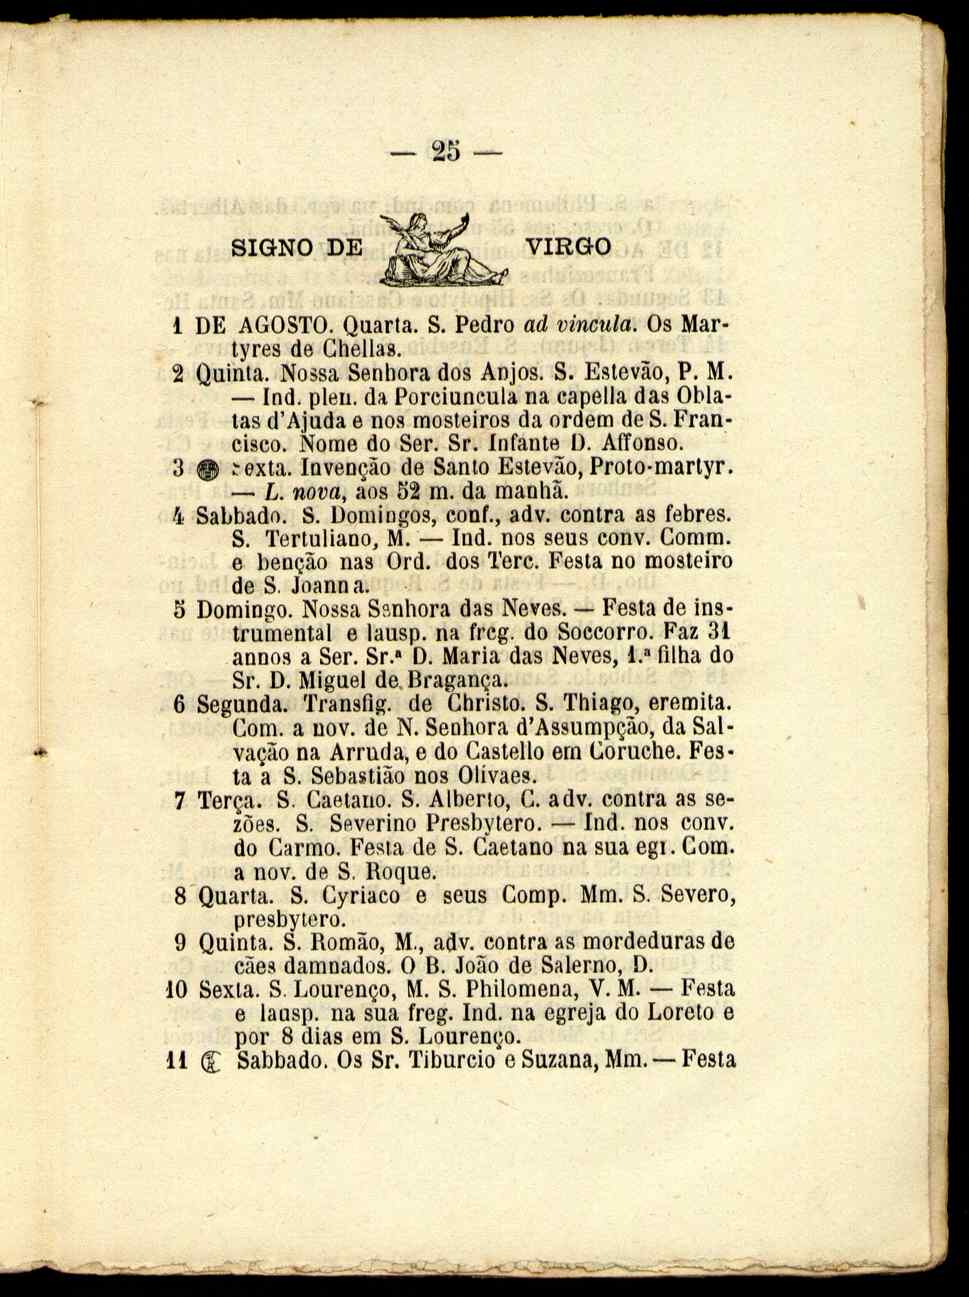 — 25 —
SIGNO DE VIRGO
1 DE AGOSTO. Quarta. S. Pedro ad vincula. Os Mar-
tyres de Chellas.
2 Quinta. Nossa Senhora dos Anjos. S. Estevão, P. M.
— Ind. plen. da Porciuncula na capella das Obla-
tas d'Ajuda e nos mosteiros da ordem de S. Fran-
cisco. Nome do Ser. Sr. Infante D. Affonso.
3 Sexta. Invenção de Santo Estevão, Proto-martyr.
— L. nova, aos 52 m. da manhã.
4 Sabbado. S. Domingos, conf., adv. contra as febres.
S. Tertuliano, M. — Ind. nos seus conv. Comm.
e benção nas Ord. dos Terc. Festa no mosteiro
de S. Joanna.
5 Domingo. Nossa Senhora das Neves. — Festa de ins-
trumental e lausp. na freg. do Soccorro. Faz 31
annos a Ser. Sr.ª D. Maria das Neves, 1.ª filha do
Sr. D. Miguel de Bragança.
6 Segunda. Transfig. de Christo. S. Thiago, eremita.
Com. a nov. de N. Senhora d'Assumpção, da Sal-
vação na Arruda, e do Castello em Coruche. Fes-
ta a S. Sebastião nos Olivaes.
7 Terça. S. Caetano. S. Alberto, C. adv. contra as se-
zões. S. Severino Presbytero. — Ind. nos conv.
do Carmo. Festa de S. Caetano na sua egr. Com.
a nov. de S. Roque.
8 Quarta. S. Cyriaco e seus Comp. Mm. S. Severo,
presbytero.
9 Quinta. S. Romão, M., adv. contra as mordeduras de
cães damnados. O B. João de Salerno, D.
10 Sexta. S. Lourenço, M. S. Philomena, V. M. — Festa
e lausp. na sua freg. Ind. na egreja do Loreto e
por 8 dias em S. Lourenço.
11 Sabbado. Os Sr. Tiburcio e Suzana, Mm. — Festa